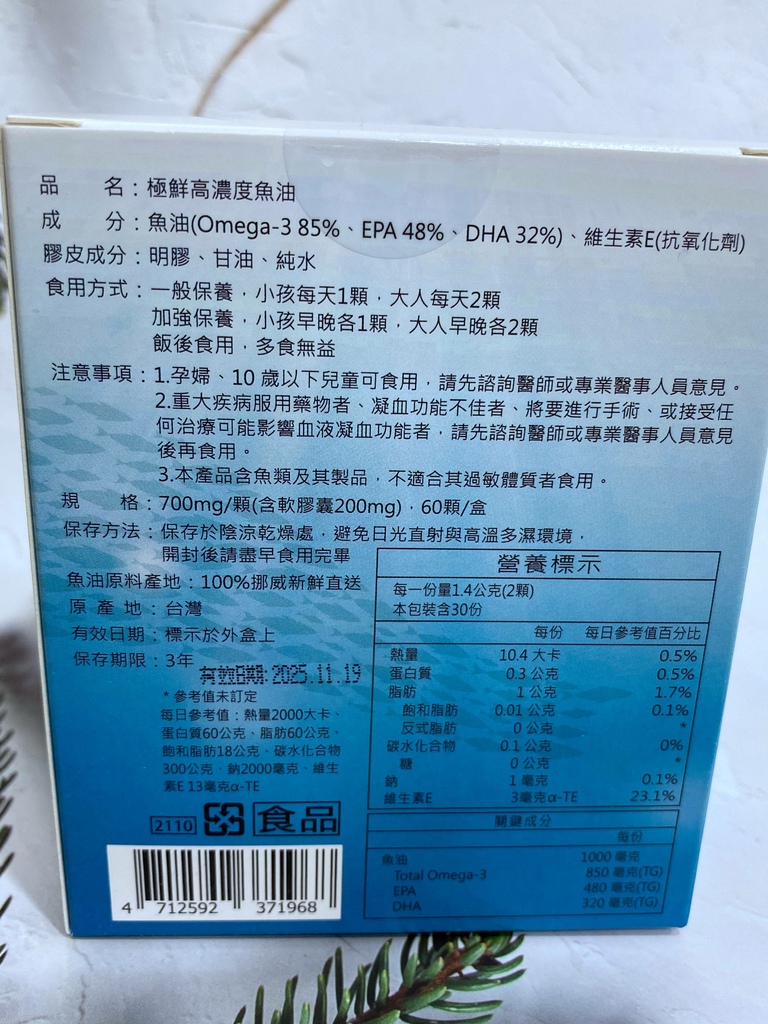 品　　名：極鮮高濃度魚油
成　　分：魚油(Omega-3 85%、EPA 48%、DHA 32%)、維生素E(抗氧化劑)
膠皮成分：明膠、甘油、純水
食用方式：一般保養，小孩每天1顆，大人每天2顆
加強保養，小孩早晚各1顆，大人早晚各2顆
飯後食用，多食無益
注意事項：1.孕婦、10 歲以下兒童可食用，請先諮詢醫師或專業醫事人員意見。
2.重大疾病服用藥物者、凝血功能不佳者、將要進行手術、或接受任
何治療可能影響血液凝血功能者，請先諮詢醫師或專業醫事人員意見
後再食用。
3.本產品含魚類及其製品，不適合其過敏體質者食用。
規　　格：700mg/顆(含軟膠囊200mg)，60顆/盒
保存方法：保存於陰涼乾燥處，避免日光直射與高溫多濕環境，
開封後請盡早食用完畢
魚油原料產地：100%挪威新鮮直送
原 產 地：台灣
有效日期：標示於外盒上
保存期限：3年
有效日期: 2025.11.19
*參考值未訂定
每日參考值：熱量2000大卡、
蛋白質60公克、脂肪60公克、
飽和脂肪18公克、碳水化合物
300公克、鈉2000毫克、維生
素E 13毫克α-TE
2110 食品
4 712592 371968
營養標示
每一份量1.4公克(2顆)
本包裝含30份
每份 每日參考值百分比
熱量 10.4 大卡 0.5%
蛋白質 0.3 公克 0.5%
脂肪 1 公克 1.7%
飽和脂肪 0.01 公克 0.1%
反式脂肪 0 公克 *
碳水化合物 0.1 公克 0%
糖 0 公克 *
鈉 1 毫克 0.1%
維生素E 3毫克α-TE 23.1%
關鍵成分
每份
魚油 1000 毫克
Total Omega-3 850 毫克(TG)
EPA 480 毫克(TG)
DHA 320 毫克(TG)